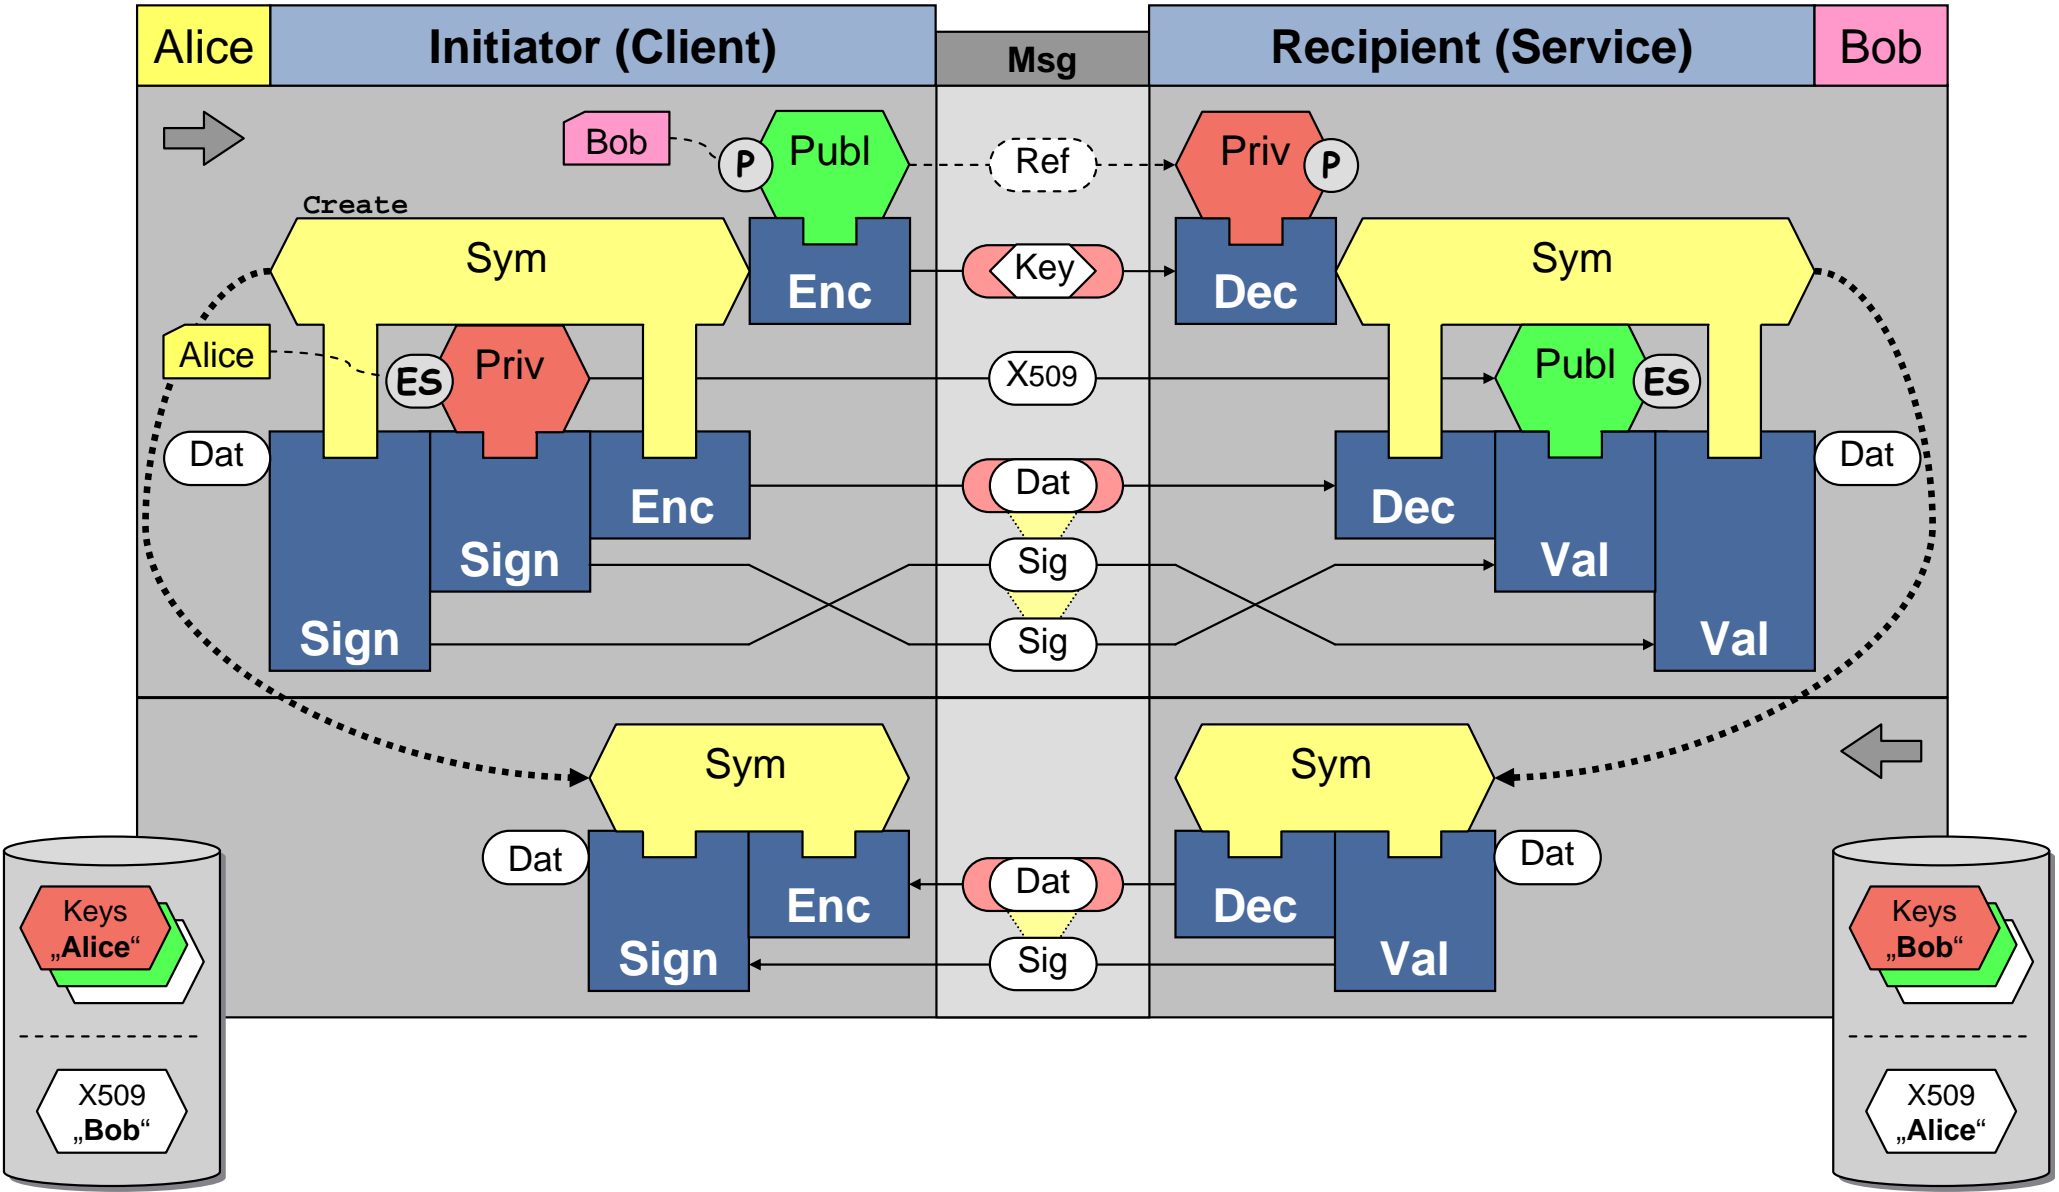 Alice
Initiator (Client)
Msg
Recipient (Service)
Bob
Bob
P
Publ
Ref
Priv
P
Create
Sym
Enc
Key
Dec
Sym
Alice
ES
Priv
X509
Publ
ES
Dat
Sign
Sign
Enc
Dat
Sig
Sig
Dec
Val
Val
Dat
Sym
Sym
Dat
Sign
Enc
Dat
Sig
Dec
Val
Dat
Keys
„Alice“
X509
„Bob“
Keys
„Bob“
X509
„Alice“